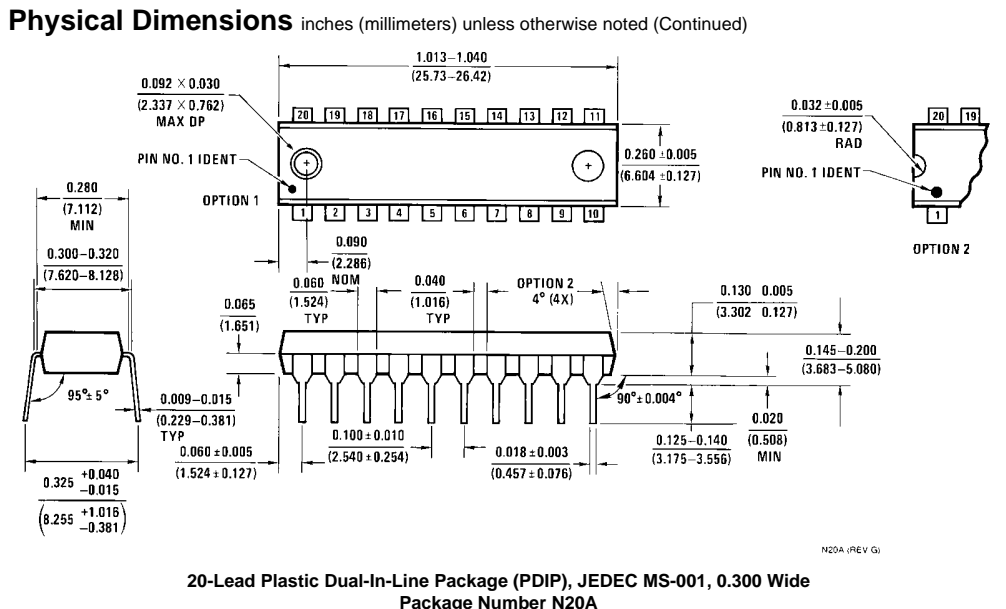 Physical Dimensions inches (millimeters) unless otherwise noted (Continued)
1.013–1.040
(25.73–26.42)
0.092 × 0.030
(2.337 × 0.762)
MAX DP
20 19 18 17 16 15 14 13 12 11
0.032 ±0.005
(0.813 ±0.127)
RAD
20 19
PIN NO. 1 IDENT
0.260 ±0.005
(6.604 ±0.127)
PIN NO. 1 IDENT
OPTION 1
1 2 3 4 5 6 7 8 9 10
1
OPTION 2
0.280
(7.112)
MIN
0.090
(2.286)
NOM
0.300–0.320
(7.620–8.128)
0.060
(1.524)
TYP
0.040
(1.016)
TYP
OPTION 2
4° (4X)
0.130 0.005
(3.302 0.127)
0.065
(1.651)
0.145–0.200
(3.683–5.080)
95°± 5°
0.009–0.015
(0.229–0.381)
TYP
90° ±0.004°
0.020
(0.508)
MIN
0.100 ±0.010
(2.540 ±0.254)
0.125–0.140
(3.175–3.556)
0.060 ±0.005
(1.524 ±0.127)
0.018 ±0.003
(0.457 ±0.076)
0.325 +0.040
−0.015
(8.255 +1.016
−0.381)
N20A (REV G)
20-Lead Plastic Dual-In-Line Package (PDIP), JEDEC MS-001, 0.300 Wide
Package Number N20A